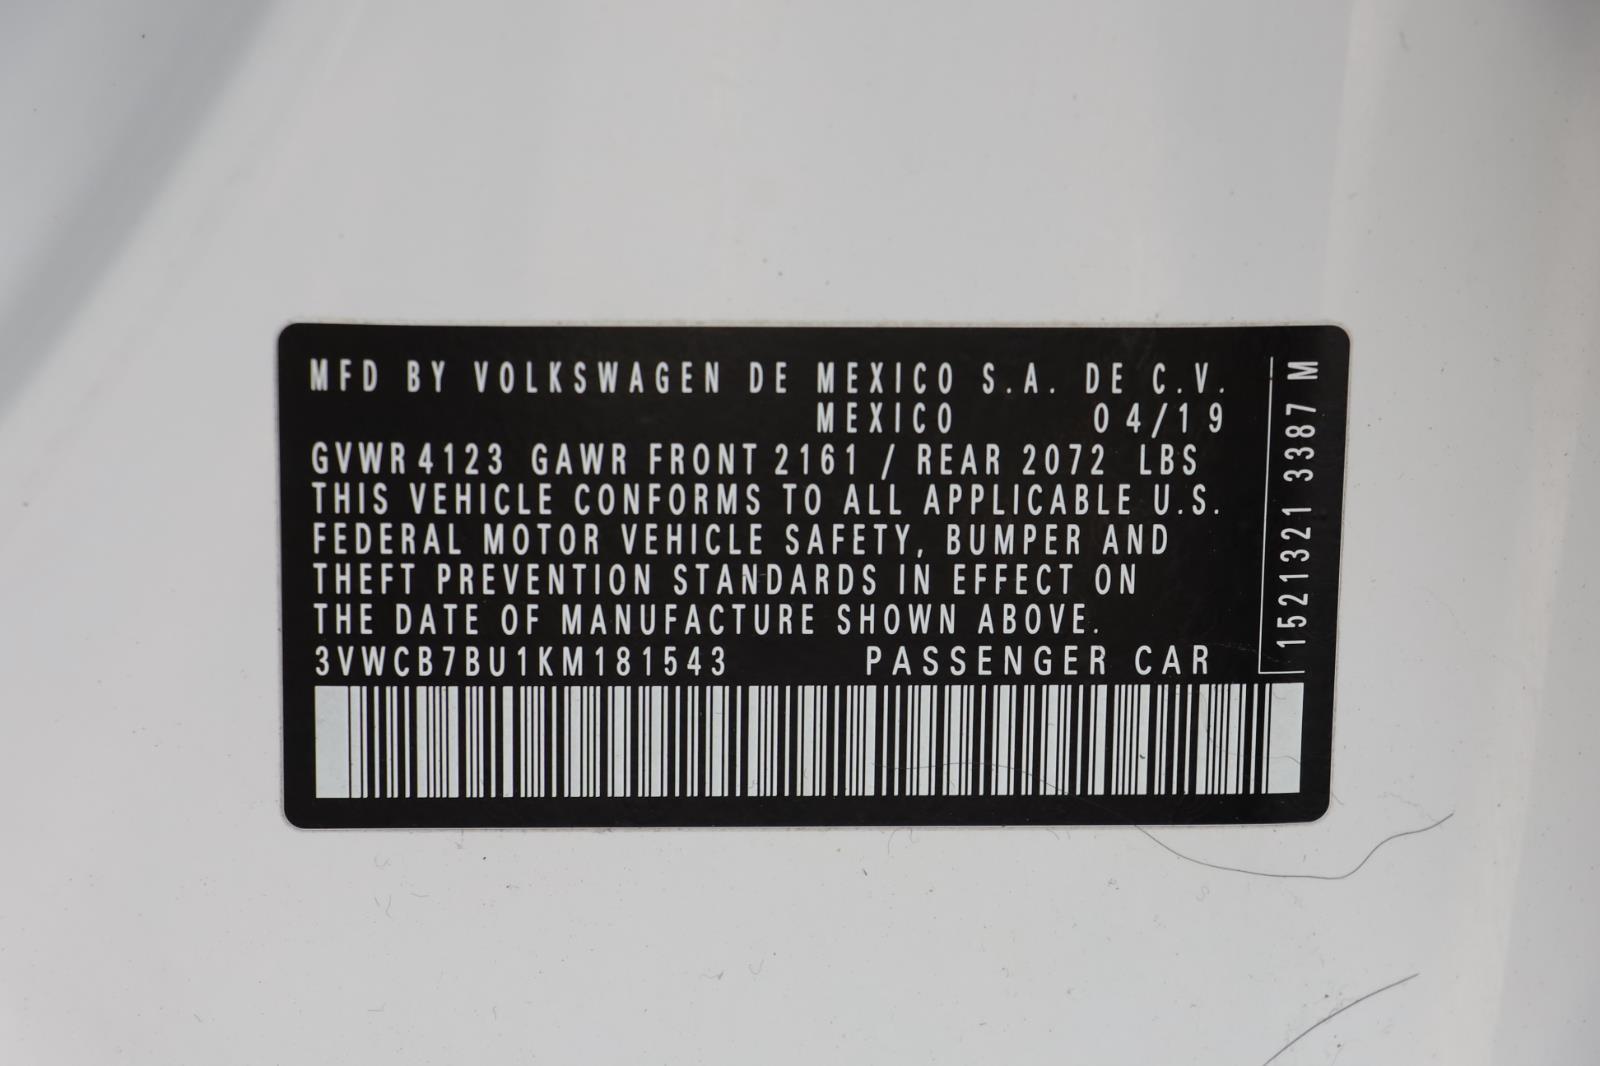 MFD BY VOLKSWAGEN DE MEXICO S.A. DE C.V.
MEXICO 04/19
GVWR 4123 GAWR FRONT 2161 / REAR 2072 LBS
THIS VEHICLE CONFORMS TO ALL APPLICABLE U.S.
FEDERAL MOTOR VEHICLE SAFETY, BUMPER AND
THEFT PREVENTION STANDARDS IN EFFECT ON
THE DATE OF MANUFACTURE SHOWN ABOVE.
3VWCB7BU1KM181543 PASSENGER CAR
1521321 3387 M